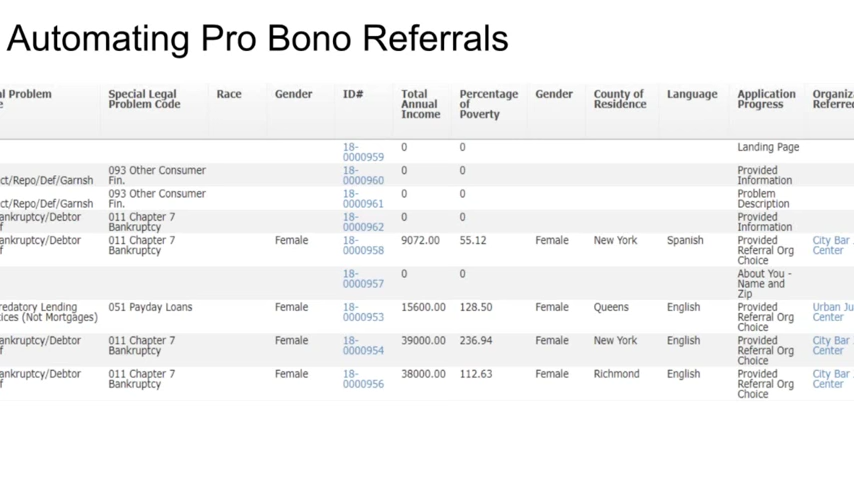 Automating Pro Bono Referrals
al Problem Special Legal Race Gender ID# Total Percentage Gender County of Language Application Organiz
e Problem Code Annual of Residence Progress Referre
Income Poverty
18- 0 0 Landing Page
0000959
093 Other Consumer 18- 0 0 Provided
ct/Repo/Def/Garnsh Fin. 0000960 Information
093 Other Consumer 18- 0 0 Problem
ct/Repo/Def/Garnsh Fin. 0000961 Description
ankruptcy/Debtor 011 Chapter 7 18- 0 0 Provided
f Bankruptcy 0000962 Information
ankruptcy/Debtor 011 Chapter 7 Female 18- 9072.00 55.12 Female New York Spanish Provided City Bar
f Bankruptcy 0000958 Referral Org Center
Choice
18- 0 0 About You -
0000957 Name and
Zip
redatory Lending 051 Payday Loans Female 18- 15600.00 128.50 Female Queens English Provided Urban Ju
ices (Not Mortgages) 0000953 Referral Org Center
Choice
ankruptcy/Debtor 011 Chapter 7 Female 18- 39000.00 236.94 Female New York English Provided City Bar
f Bankruptcy 0000954 Referral Org Center
Choice
ankruptcy/Debtor 011 Chapter 7 Female 18- 38000.00 112.63 Female Richmond English Provided City Bar
f Bankruptcy 0000956 Referral Org Center
Choice